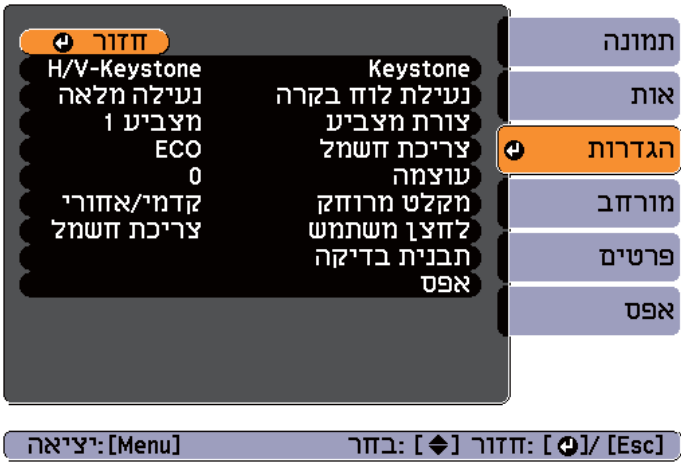 תמונה
אות
הגדרות
מורחב
פרטים
אפס
חזור
Keystone H/V-Keystone
נעילת לוח בקרה נעילה מלאה
צורת מצביע מצביע 1
צריכת חשמל ECO
עוצמה 0
מקלט מרוחק קדמי/אחורי
לחצן משתמש צריכת חשמל
תבנית בדיקה
אפס
[Esc] /[ ]: חזור [ ]: בחר [Menu]: יציאה